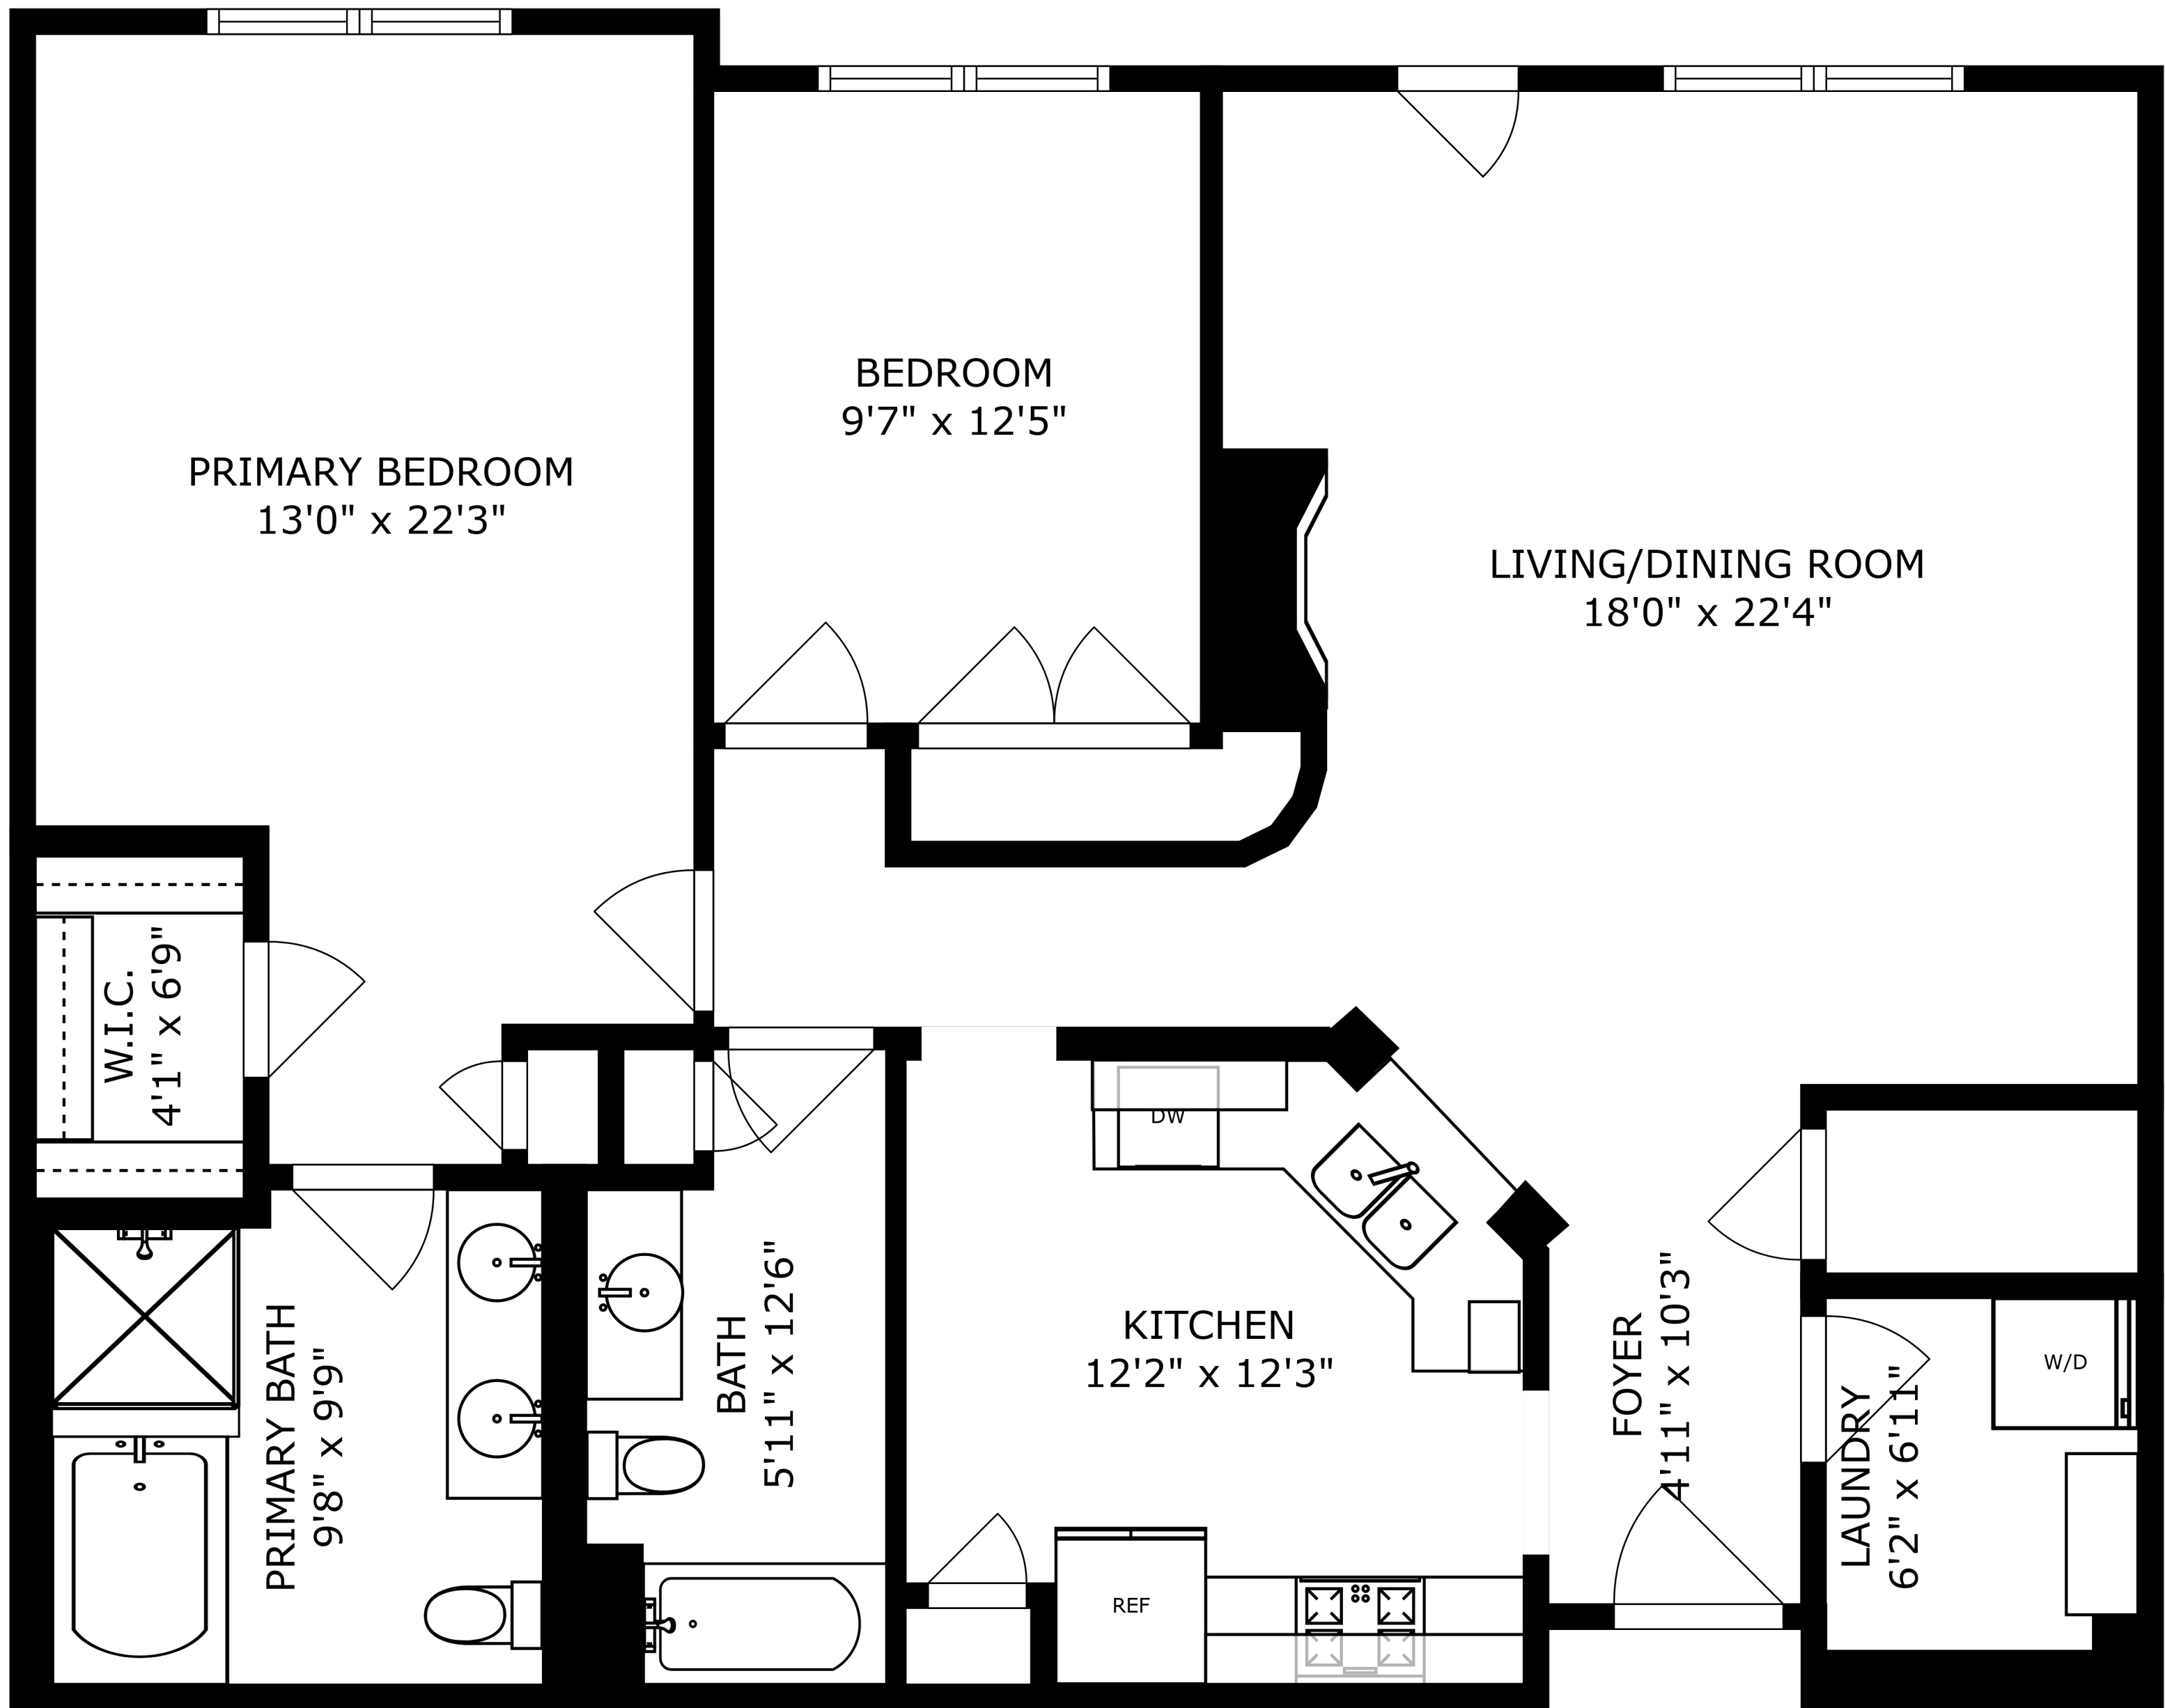 BEDROOM
9'7" x 12'5"
PRIMARY BEDROOM
13'0" x 22'3"
LIVING/DINING ROOM
18'0" x 22'4"
W.I.C.
4'1" x 6'9"
DW
PRIMARY BATH
9'8" x 9'9"
BATH
5'11" x 12'6"
KITCHEN
12'2" x 12'3"
FOYER
4'11" x 10'3"
LAUNDRY
6'2" x 6'11"
W/D
REF